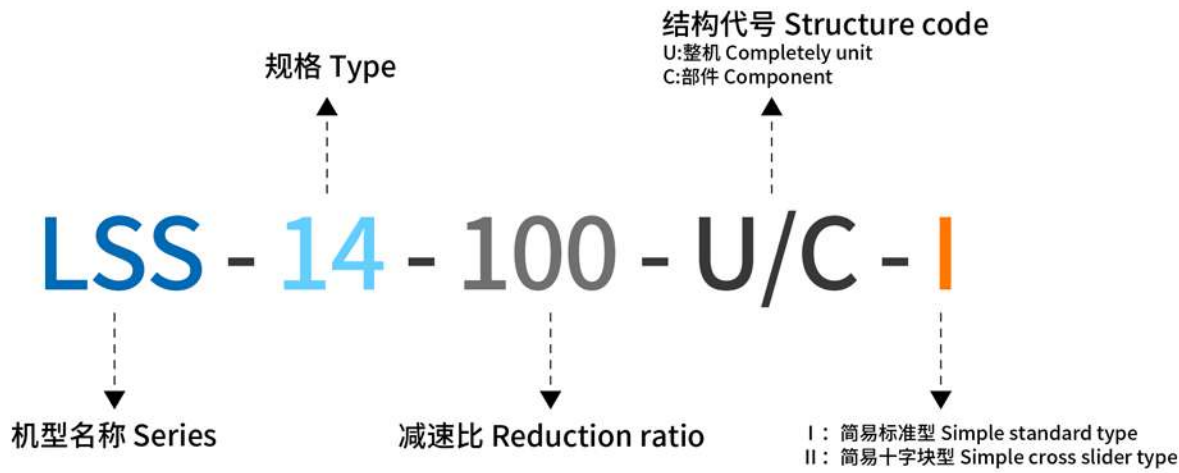 结构代号 Structure code
U:整机 Completely unit
C:部件 Component
规格 Type
LSS - 14 - 100 - U/C - I
机型名称 Series
减速比 Reduction ratio
I : 简易标准型 Simple standard type
II : 简易十字块型 Simple cross slider type